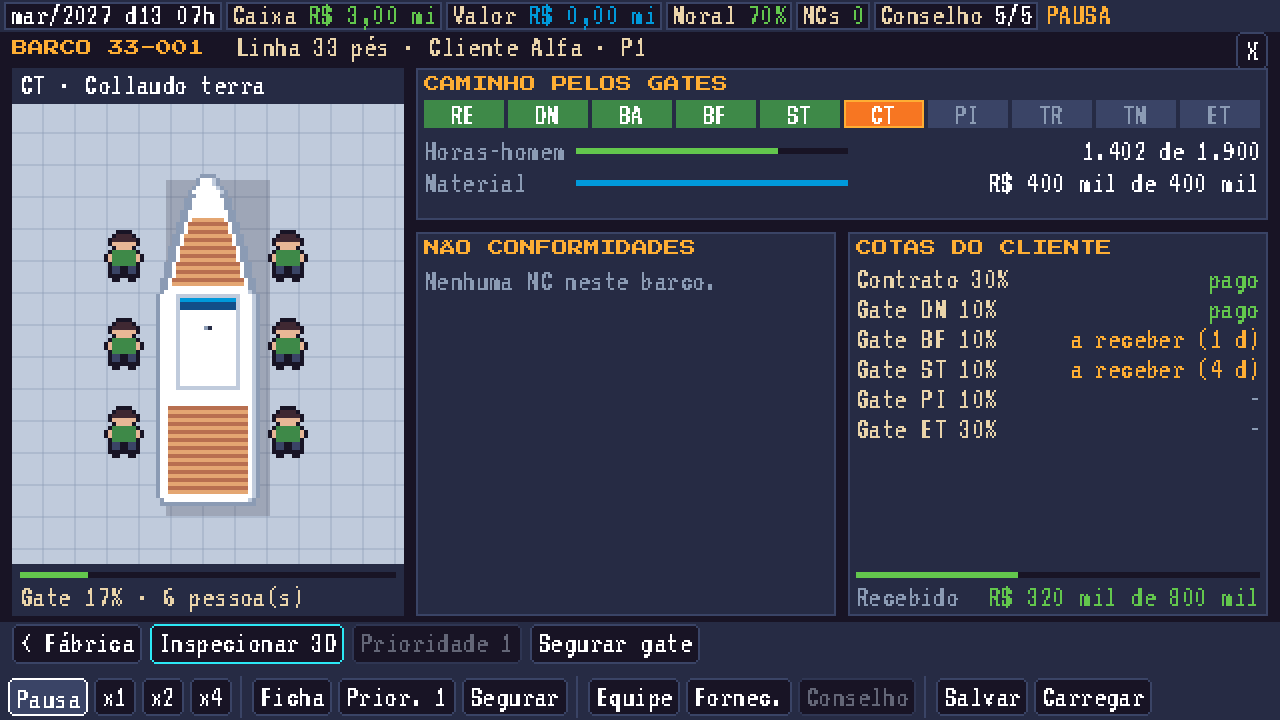 mar/2027 d13 07h Caixa R$ 3,00 mi Valor R$ 0,00 mi Moral 70% NCs 0 Conselho 5/5 PAUSA
BARCO 33-001 Linha 33 pés · Cliente Alfa · P1 X
CT · Collaudo terra
CAMINHO PELOS GATES
RE DN BA BF ST CT PI TR TN ET
Horas-homem 1.402 de 1.900
Material R$ 400 mil de 400 mil
NÃO CONFORMIDADES
Nenhuma NC neste barco.
COTAS DO CLIENTE
Contrato 30% pago
Gate DN 10% pago
Gate BF 10% a receber (1 d)
Gate ST 10% a receber (4 d)
Gate PI 10% -
Gate ET 30% -
Recebido R$ 320 mil de 800 mil
Gate 17% · 6 pessoa(s)
< Fábrica Inspecionar 3D Prioridade 1 Segurar gate
Pausa x1 x2 x4 Ficha Prior. 1 Segurar Equipe Fornec. Conselho Salvar Carregar